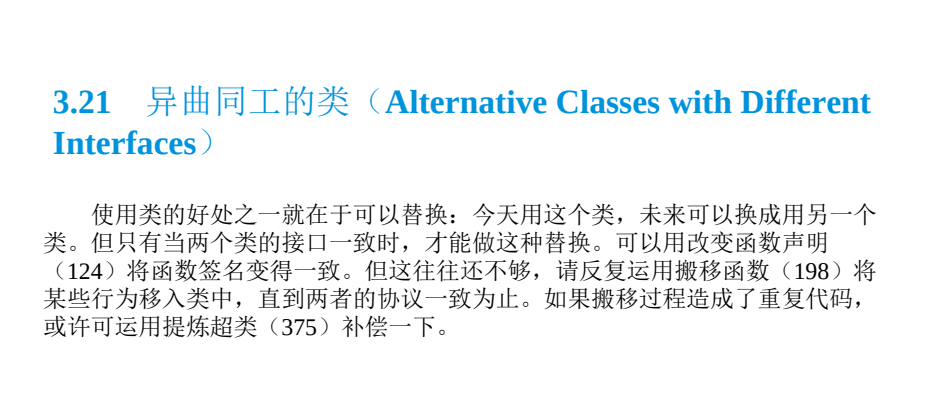 3.21　异曲同工的类（Alternative Classes with Different
Interfaces）
使用类的好处之一就在于可以替换：今天用这个类，未来可以换成用另一个
类。但只有当两个类的接口一致时，才能做这种替换。可以用改变函数声明
（124）将函数签名变得一致。但这往往还不够，请反复运用搬移函数（198）将
某些行为移入类中，直到两者的协议一致为止。如果搬移过程造成了重复代码，
或许可运用提炼超类（375）补偿一下。